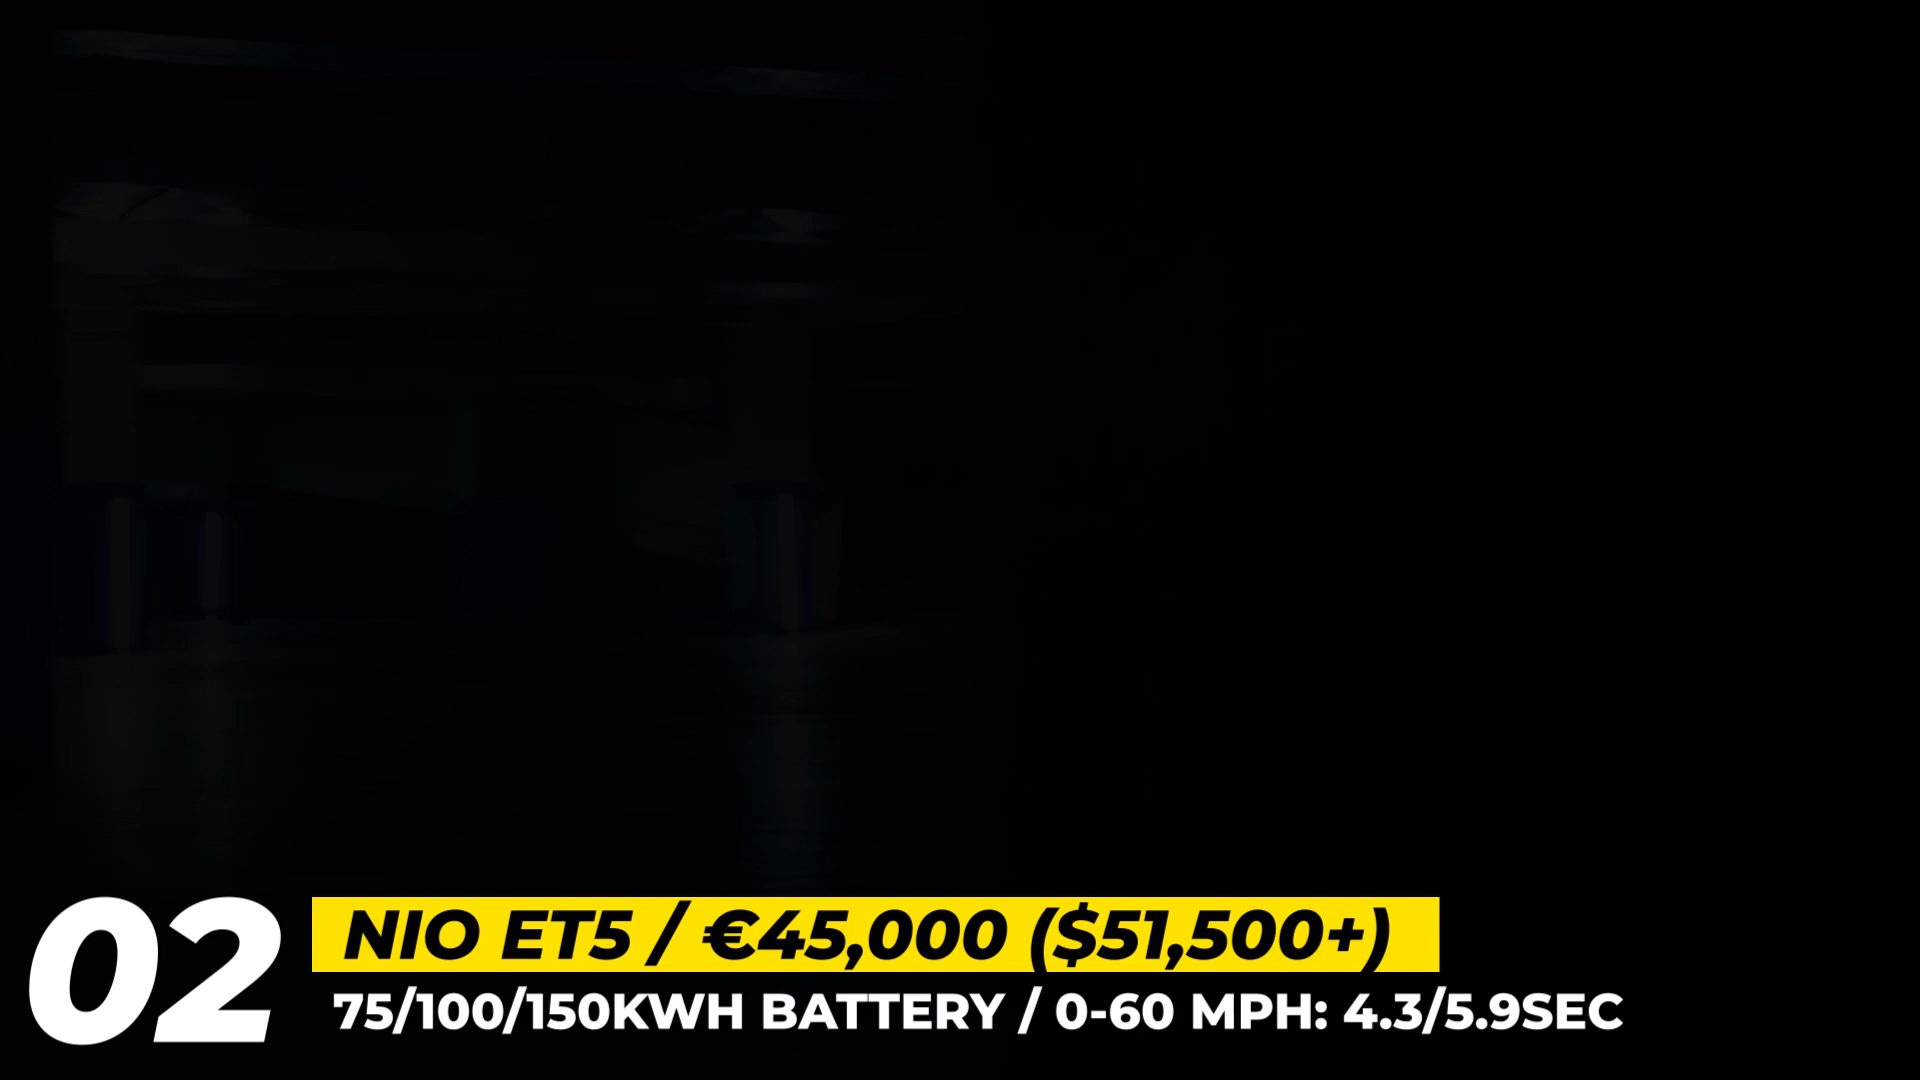 02
NIO ET5 / €45,000 ($51,500+)
75/100/150KWH BATTERY / 0-60 MPH: 4.3/5.9SEC